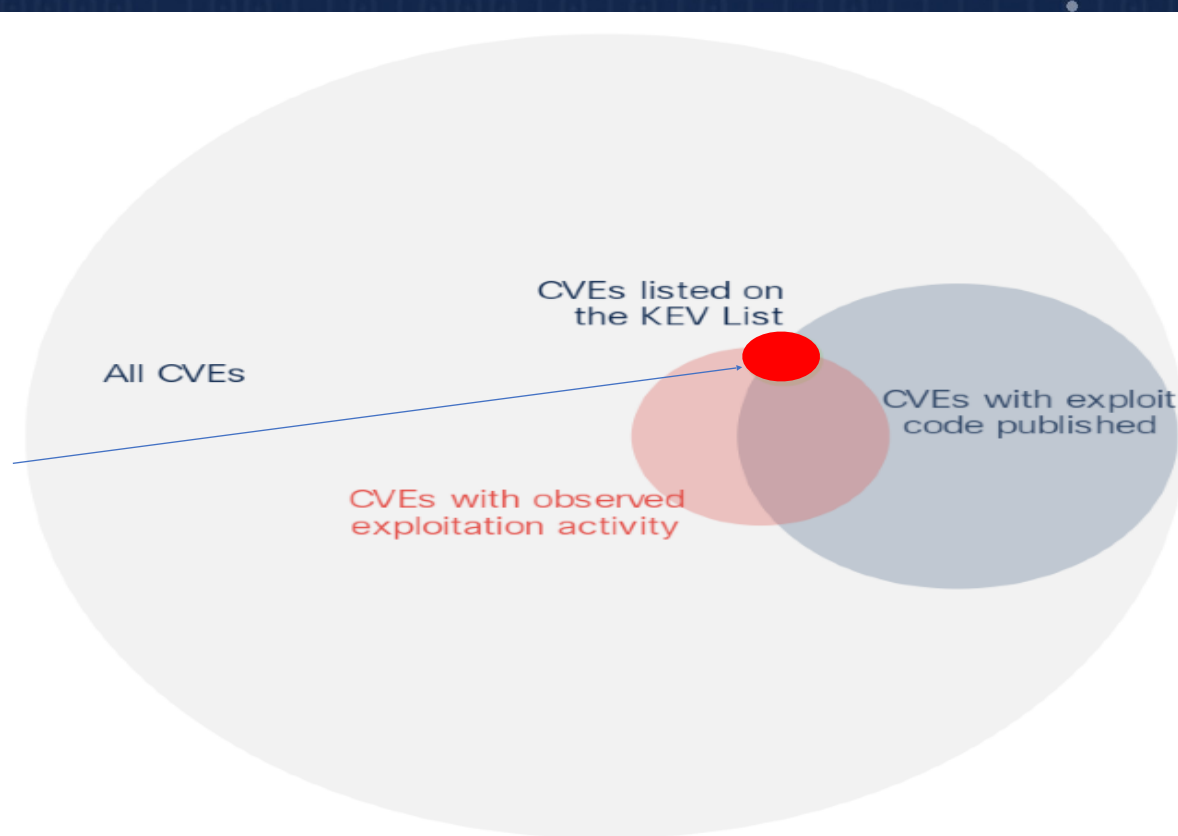 CVEs listed on
the KEV List
All CVEs
CVEs with exploit
code published
CVEs with observed
exploitation activity